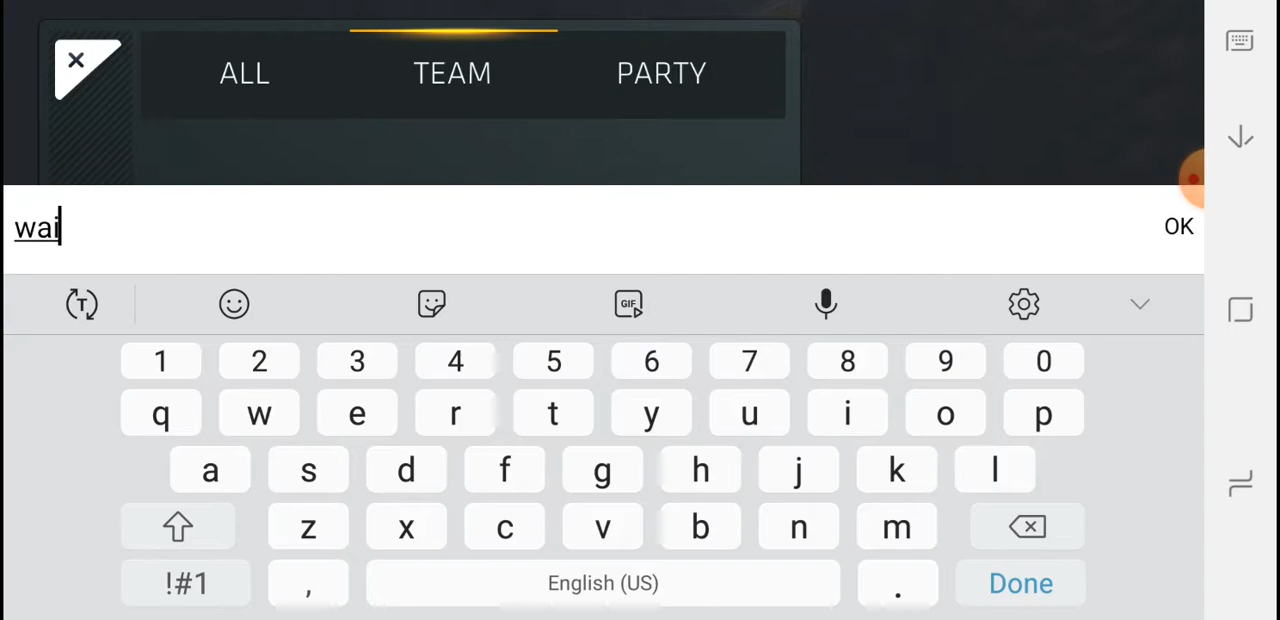 ALL TEAM PARTY
wai OK
T GIF
1 2 3 4 5 6 7 8 9 0
q w e r t y u i o p
a s d f g h j k l
z x c v b n m
!#1 , English (US) . Done